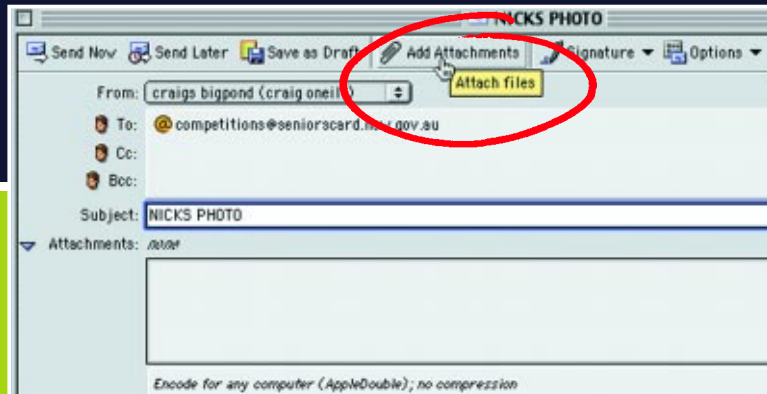 NICKS PHOTO
Send Now Send Later Save as Draft Add Attachments Signature Options
Attach files
From: craigs bigpond (craig
To: @ competitions@seniorscard.nsw.gov.au
Cc:
Bcc:
Subject: NICKS PHOTO
Attachments: none
Encode for any computer (AppleDouble); no compression